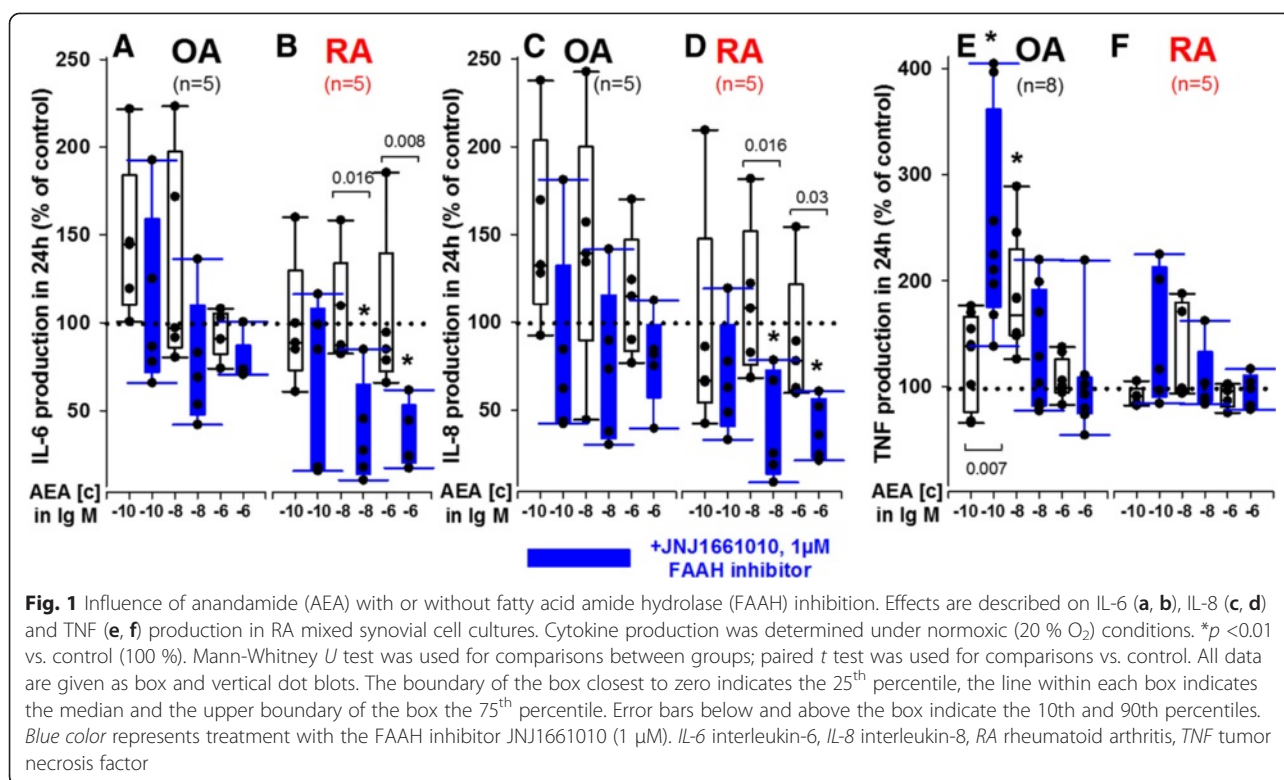 A OA (n=5)
B RA (n=5)
C OA (n=5)
D RA (n=5)
E * OA (n=8)
F RA (n=5)
IL-6 production in 24h (% of control)
250
200
150
100
50
0.016
0.008
*
*
IL-8 production in 24h (% of control)
250
200
150
100
50
0.016
0.03
*
*
TNF production in 24h (% of control)
400
300
200
100
*
0.007
AEA [c] in lg M
-10 -10 -8 -8 -6 -6
-10 -10 -8 -8 -6 -6
AEA [c] in lg M
-10 -10 -8 -8 -6 -6
-10 -10 -8 -8 -6 -6
AEA [c] in lg M
-10 -10 -8 -8 -6 -6
-10 -10 -8 -8 -6 -6
+JNJ1661010, 1µM
FAAH inhibitor
Fig. 1 Influence of anandamide (AEA) with or without fatty acid amide hydrolase (FAAH) inhibition. Effects are described on IL-6 (a, b), IL-8 (c, d)
and TNF (e, f) production in RA mixed synovial cell cultures. Cytokine production was determined under normoxic (20 % O₂) conditions. *p <0.01
vs. control (100 %). Mann-Whitney U test was used for comparisons between groups; paired t test was used for comparisons vs. control. All data
are given as box and vertical dot blots. The boundary of the box closest to zero indicates the 25th percentile, the line within each box indicates
the median and the upper boundary of the box the 75th percentile. Error bars below and above the box indicate the 10th and 90th percentiles.
Blue color represents treatment with the FAAH inhibitor JNJ1661010 (1 µM). IL-6 interleukin-6, IL-8 interleukin-8, RA rheumatoid arthritis, TNF tumor
necrosis factor